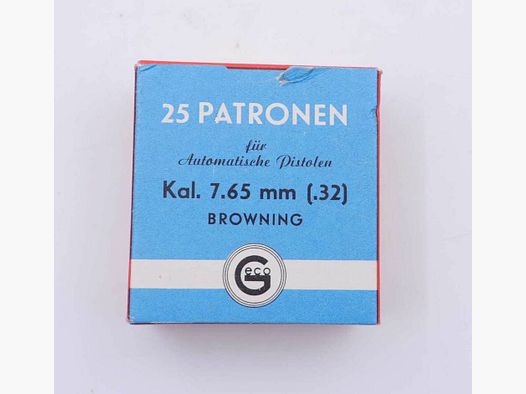 25 PATRONEN
für
Automatische Pistolen
Kal. 7.65 mm (.32)
BROWNING
Geco